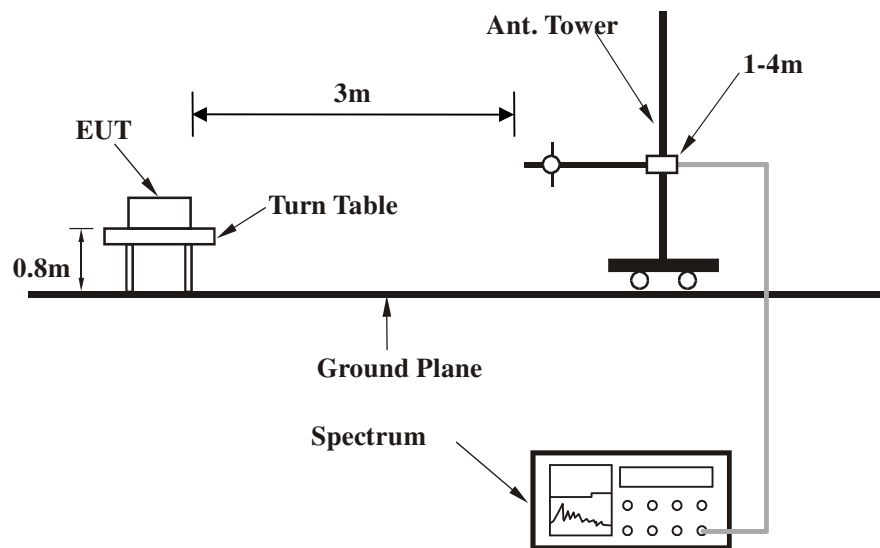 Ant. Tower
1-4m
3m
EUT
Turn Table
0.8m
Ground Plane
Spectrum